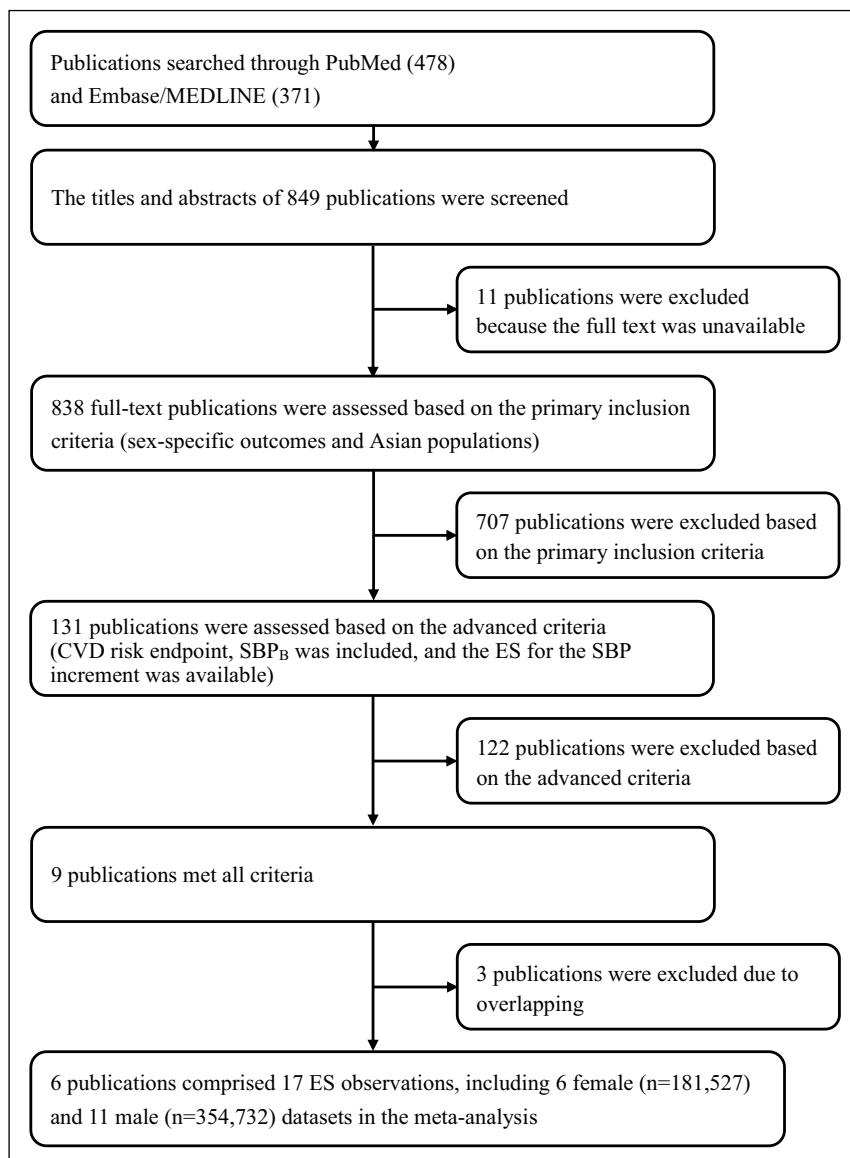 Publications searched through PubMed (478)
and Embase/MEDLINE (371)
The titles and abstracts of 849 publications were screened
11 publications were excluded
because the full text was unavailable
838 full-text publications were assessed based on the primary inclusion
criteria (sex-specific outcomes and Asian populations)
707 publications were excluded based
on the primary inclusion criteria
131 publications were assessed based on the advanced criteria
(CVD risk endpoint, SBPB was included, and the ES for the SBP
increment was available)
122 publications were excluded based
on the advanced criteria
9 publications met all criteria
3 publications were excluded due to
overlapping
6 publications comprised 17 ES observations, including 6 female (n=181,527)
and 11 male (n=354,732) datasets in the meta-analysis